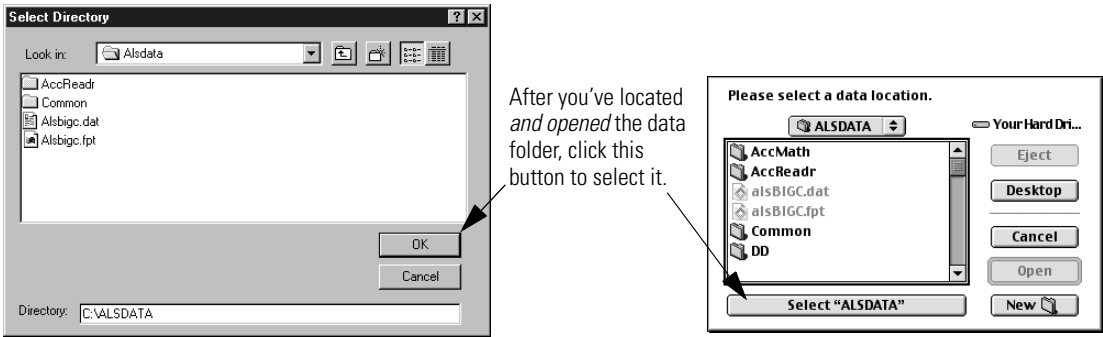 Select Directory
Look in: Alsdata
AccReadr
Common
Alsbigc.dat
Alsbigc.fpt
OK
Cancel
Directory: C:\ALSDATA
After you've located
and opened the data
folder, click this
button to select it.
Please select a data location.
ALSDATA
Your Hard Dri...
AccMath
AccReadr
alsBIGC.dat
alsBIGC.fpt
Common
DD
Eject
Desktop
Cancel
Open
Select “ALSDATA”
New